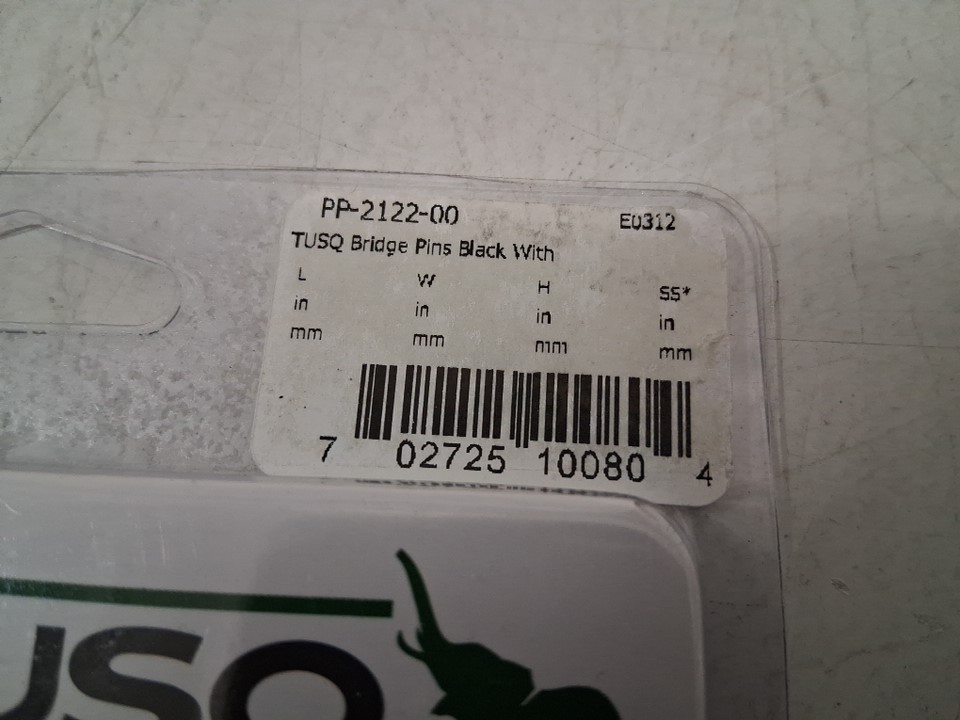 PP-2122-00 E0312
TUSQ Bridge Pins Black With
L W H SS*
in in in in
mm mm mm mm
7 02725 10080 4
USQ